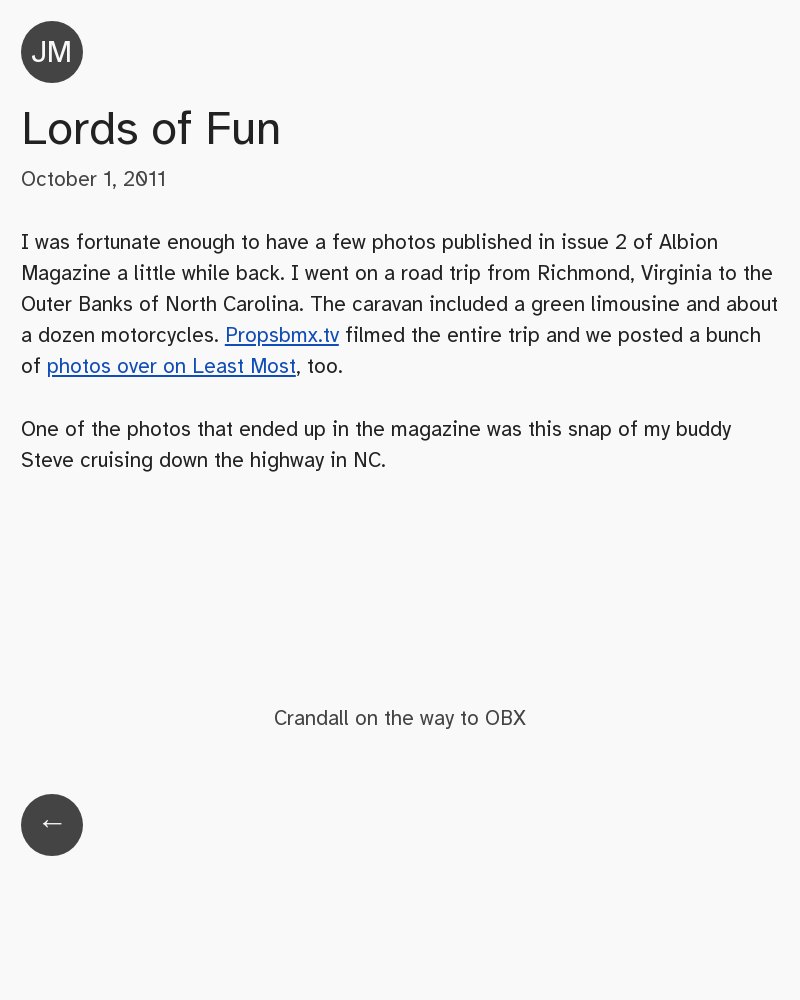 JM
Lords of Fun
October 1, 2011
I was fortunate enough to have a few photos published in issue 2 of Albion
Magazine a little while back. I went on a road trip from Richmond, Virginia to the
Outer Banks of North Carolina. The caravan included a green limousine and about
a dozen motorcycles. Propsbmx.tv filmed the entire trip and we posted a bunch
of photos over on Least Most, too.
One of the photos that ended up in the magazine was this snap of my buddy
Steve cruising down the highway in NC.
Crandall on the way to OBX
←